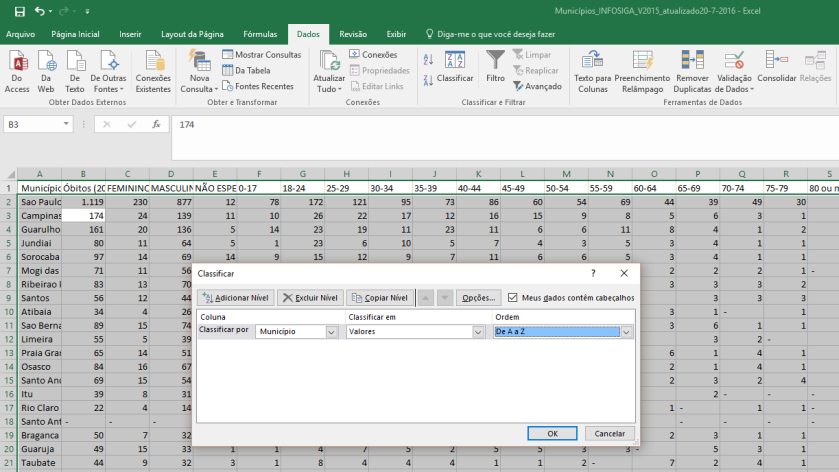 Municípios_INFOSIGA_V2015_atualizado20-7-2016 - Excel
Arquivo Página Inicial Inserir Layout da Página Fórmulas Dados Revisão Exibir Diga-me o que você deseja fazer
Do Access Da Web De Texto De Outras Fontes Conexões Existentes Nova Consulta Mostrar Consultas Da Tabela Fontes Recentes Atualizar Tudo Conexões Propriedades Editar Links Classificar Filtro Limpar Reaplicar Avançado Texto para Colunas Preenchimento Relâmpago Remover Duplicatas Validação de Dados Consolidar Relações
Obter Dados Externos Obter e Transformar Conexões Classificar e Filtrar Ferramentas de Dados
B3 fx 174
A B C D E F G H I J K L M N O P Q R S
1 Município Óbitos (20 FEMININO MASCULIN NÃO ESPE 0-17 18-24 25-29 30-34 35-39 40-44 45-49 50-54 55-59 60-64 65-69 70-74 75-79 80 ou m
2 Sao Paulo 1.119 230 877 12 78 172 121 95 73 86 60 54 69 44 39 49 30
3 Campinas 174 24 139 11 10 26 22 17 12 16 15 9 8 5 6 3 1
4 Guarulho 161 20 136 5 14 23 19 11 23 11 6 6 11 8 4 1 2
5 Jundiai 80 11 64 5 1 23 6 10 5 7 4 3 5 3 4 1 1
6 Sorocaba 97 14 69 14 9 15 12 9 7 11 6 6 5 3 4 1 1
7 Mogi das 71 11 56 2 2 2 1 -
8 Ribeirao 83 13 70 3 3 3 2
9 Santos 56 12 44 3 3 3
10 Atibaia 34 4 26 3 1 - 1
11 Sao Berna 89 15 74 3 6 1 1
12 Limeira 55 5 39 3 2 -
13 Praia Gran 65 14 51 6 1 4 1
14 Osasco 84 16 67 2 1 4 1
15 Santo And 69 15 54 2 3 2 4
16 Itu 39 8 31 2 - - -
17 Rio Claro 22 4 14 1 - 1 1 -
18 Santo Ant - - - - - - -
19 Braganca 50 7 32 2 3 1 1
20 Guaruja 49 15 33 1 1 4 7 5 2 5 5 3 3 - 5 3 1
21 Taubate 44 9 32 3 1 8 4 4 4 1 1 2 - 7 2 4 1
Classificar ? ×
Adicionar Nível Excluir Nível Copiar Nível Opções... Meus dados contêm cabeçalhos
Coluna Classificar em Ordem
Classificar por Município Valores De A a Z
OK Cancelar